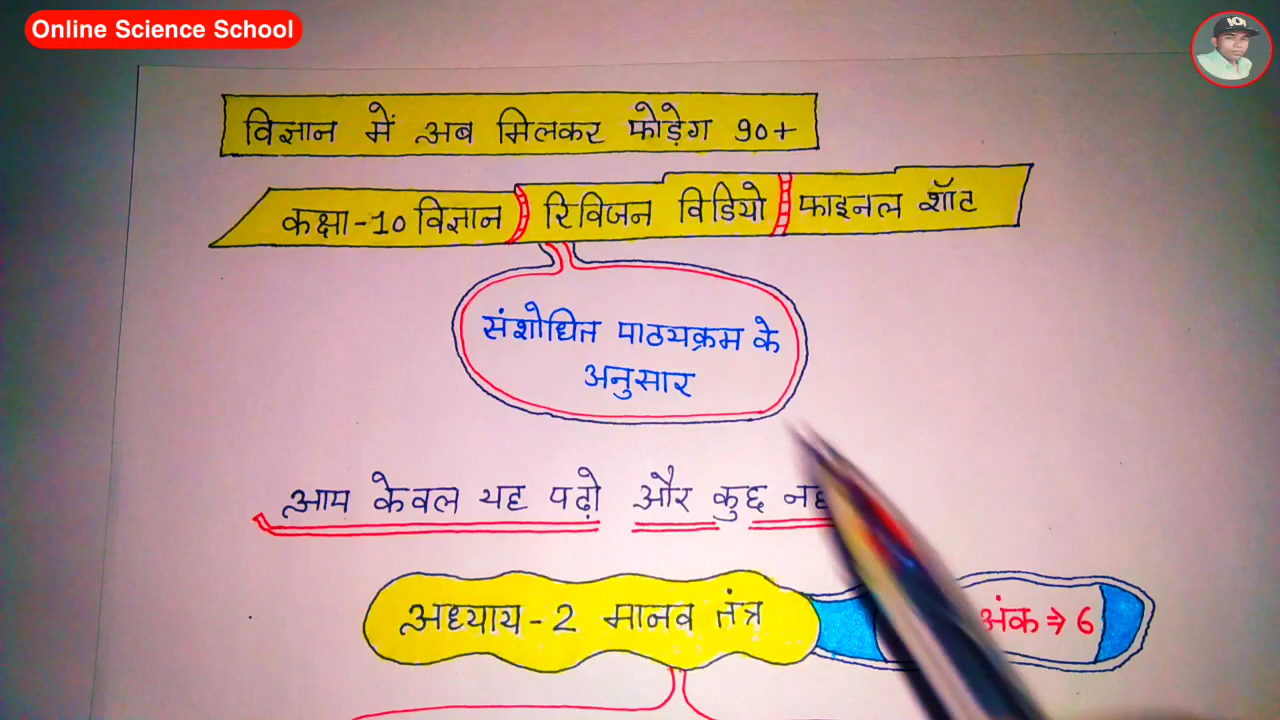 Online Science School
विज्ञान में अब मिलकर फोड़ेग 90+
कक्षा-10 विज्ञान रिविजन विडियो फाइनल शॉट
संशोधित पाठ्यक्रम के
अनुसार
आप केवल यह पढ़ो और कुछ
अध्याय-2 मानव तंत्र अंक ⇒ 6